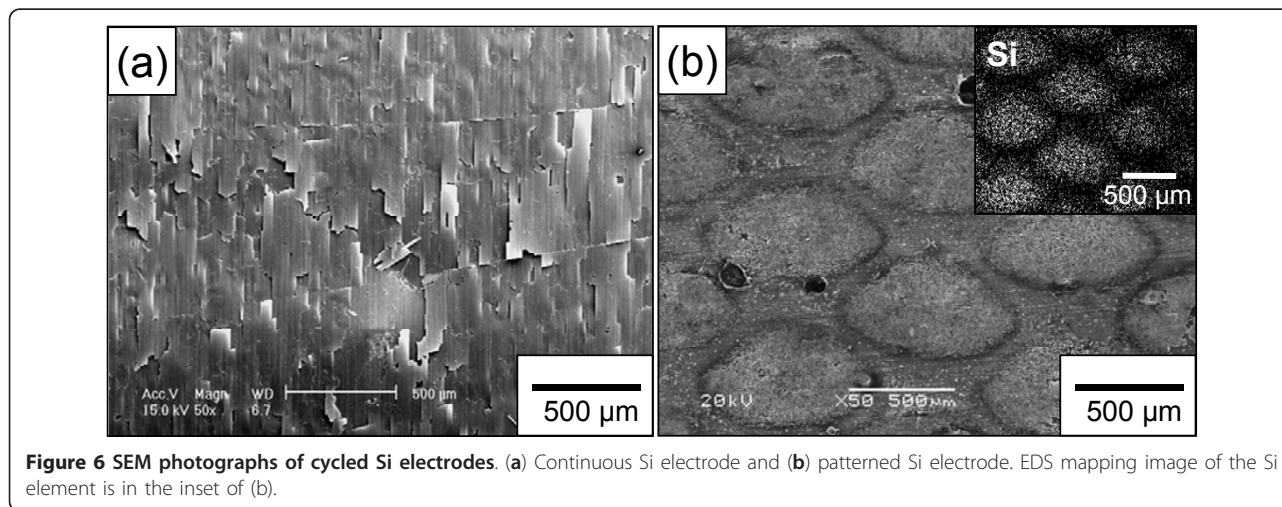 (a)
Acc.V Magn WD 500 µm
15.0 kV 50x 6.7
500 µm
(b)
Si
500 µm
20kV X50 500µm
500 µm
Figure 6 SEM photographs of cycled Si electrodes. (a) Continuous Si electrode and (b) patterned Si electrode. EDS mapping image of the Si
element is in the inset of (b).